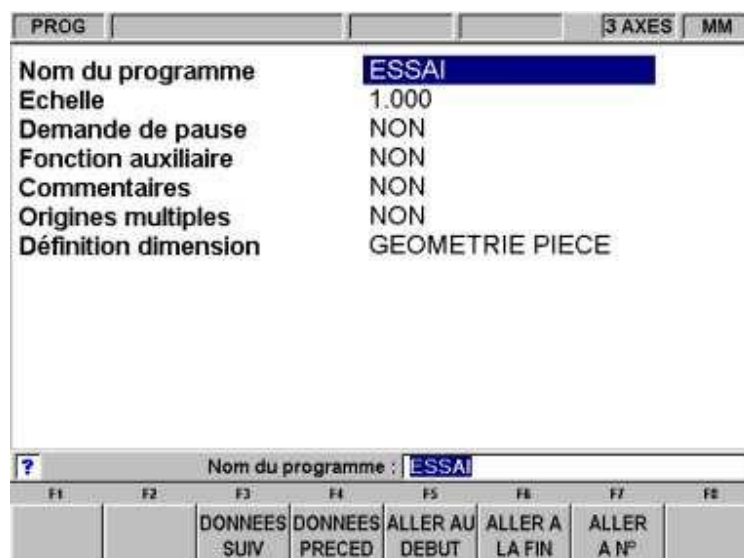 PROG 3 AXES MM
Nom du programme ESSAI
Echelle 1.000
Demande de pause NON
Fonction auxiliaire NON
Commentaires NON
Origines multiples NON
Définition dimension GEOMETRIE PIECE
? Nom du programme : ESSAI
F1 F2 F3 F4 F5 F6 F7 F8
DONNEES DONNEES ALLER AU ALLER A ALLER
SUIV PRECED DEBUT LA FIN A N°